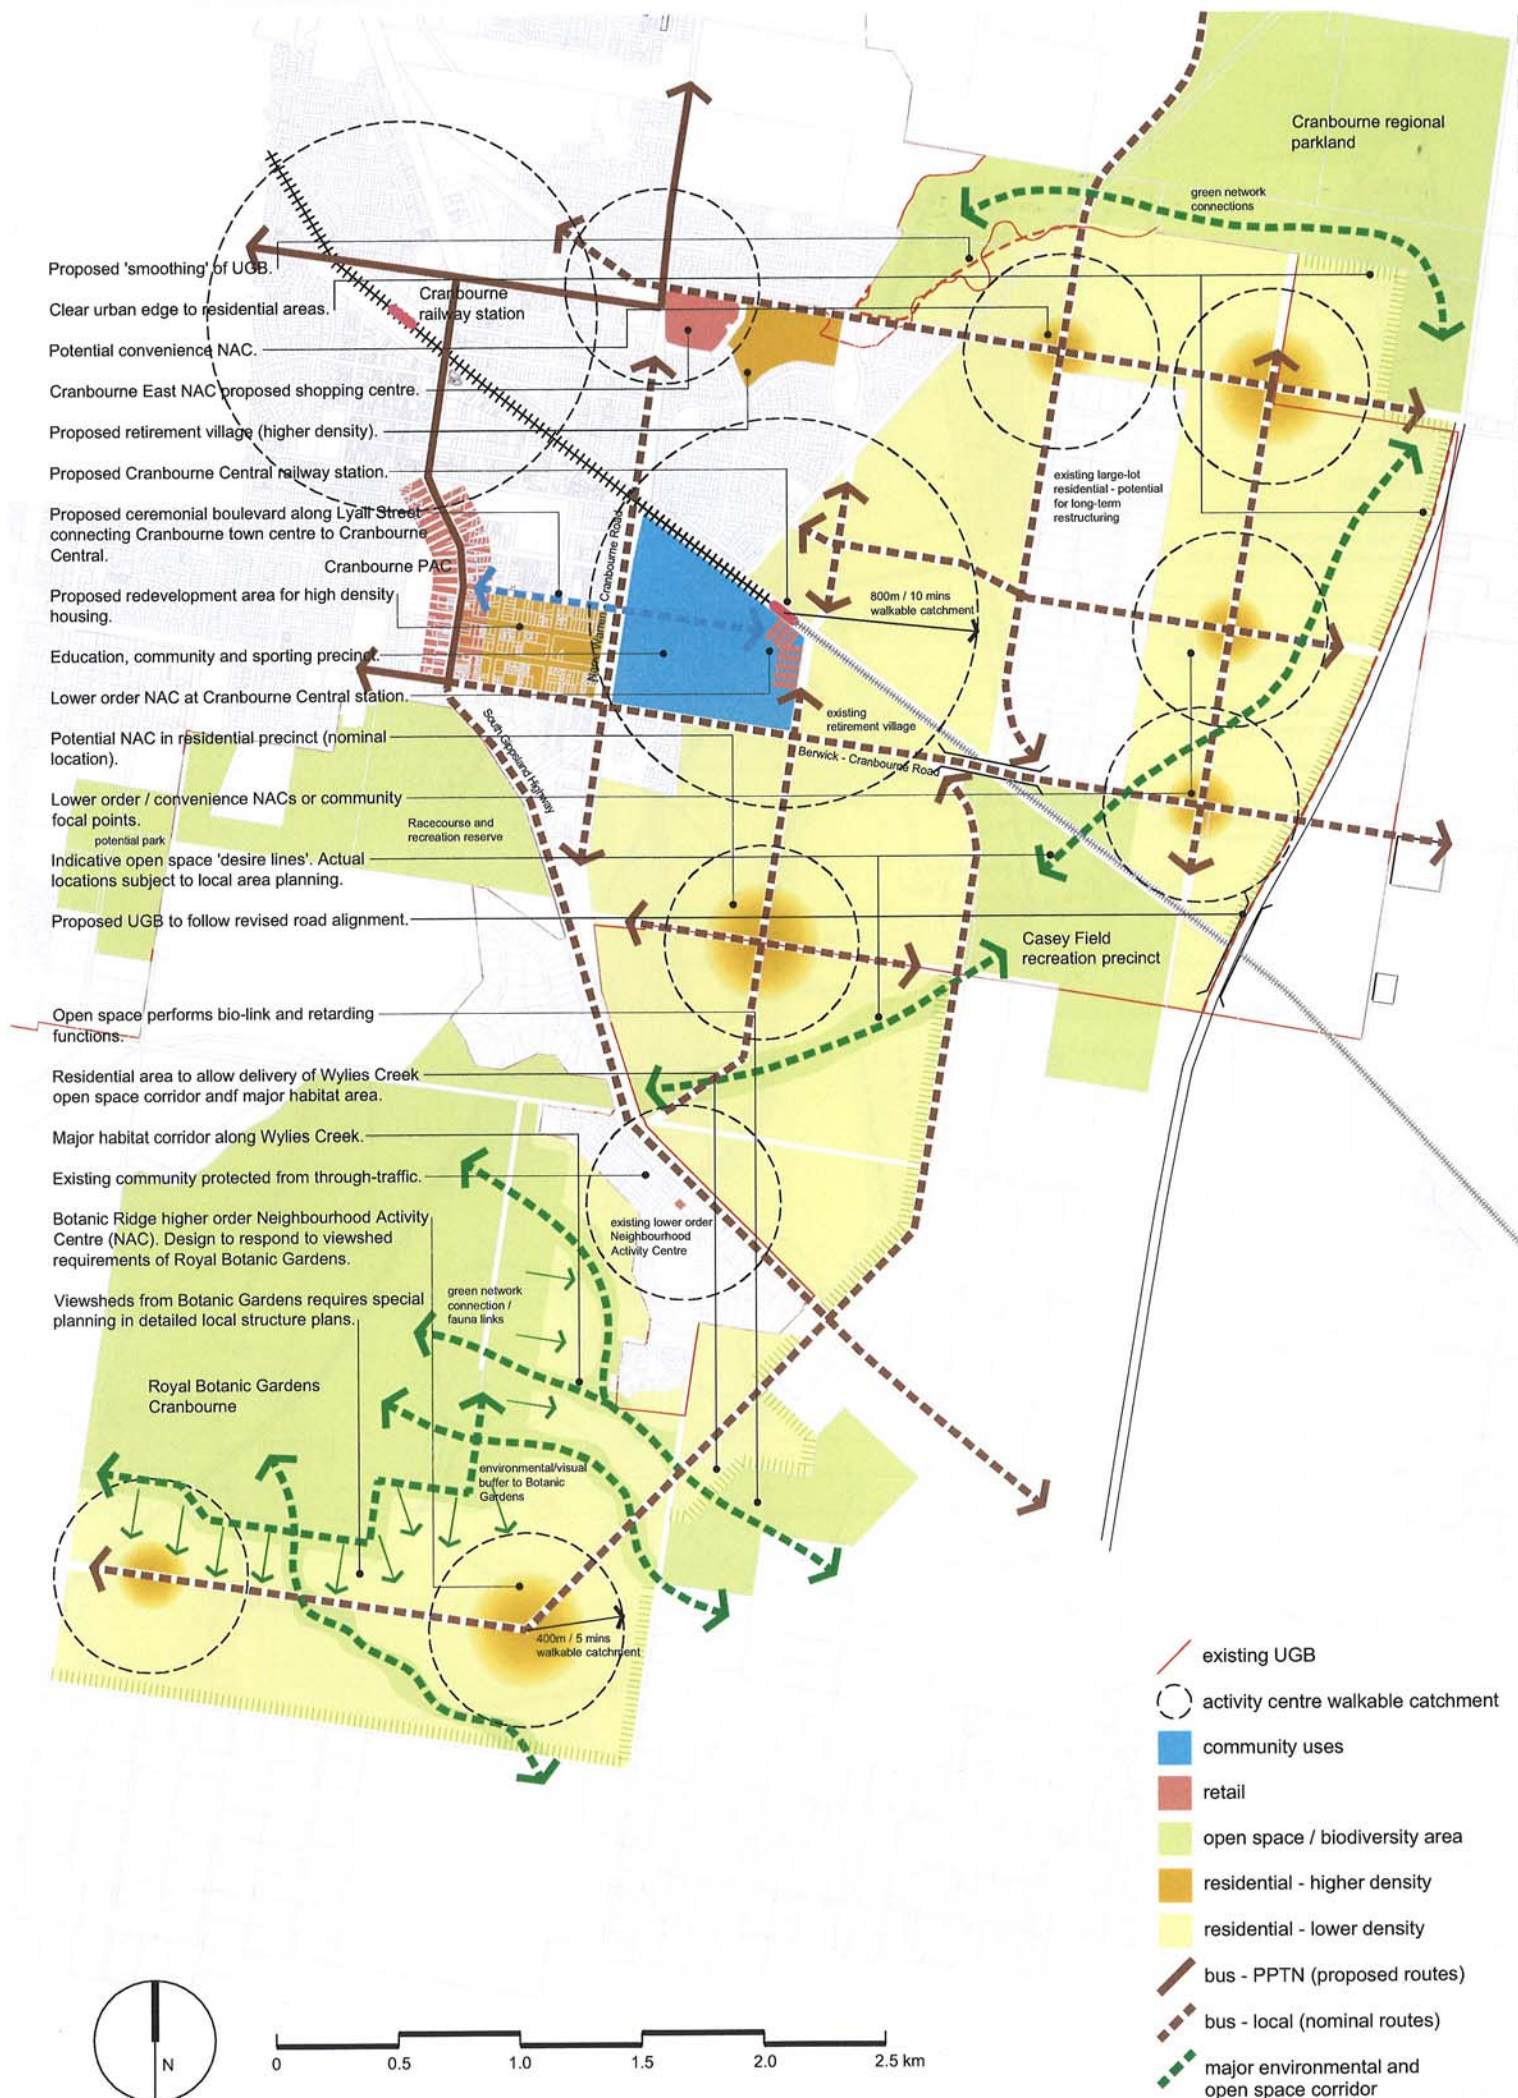 Cranbourne regional
parkland
green network
connections
Proposed 'smoothing' of UGB.
Clear urban edge to residential areas.
Cranbourne
railway station
Potential convenience NAC.
Cranbourne East NAC proposed shopping centre.
Proposed retirement village (higher density).
Proposed Cranbourne Central railway station.
existing large-lot
residential - potential
for long-term
restructuring
Proposed ceremonial boulevard along Lyall Street
connecting Cranbourne town centre to Cranbourne
Central.
Cranbourne PAC
Narre Warren Cranbourne Road
800m / 10 mins
walkable catchment
Proposed redevelopment area for high density
housing.
Education, community and sporting precinct.
Lower order NAC at Cranbourne Central station.
existing
retirement village
Berwick - Cranbourne Road
South Gippsland Highway
Potential NAC in residential precinct (nominal
location).
Lower order / convenience NACs or community
focal points.
potential park
Racecourse and
recreation reserve
Indicative open space 'desire lines'. Actual
locations subject to local area planning.
Proposed UGB to follow revised road alignment.
Casey Field
recreation precinct
Open space performs bio-link and retarding
functions.
Residential area to allow delivery of Wylies Creek
open space corridor andf major habitat area.
Major habitat corridor along Wylies Creek.
Existing community protected from through-traffic.
Botanic Ridge higher order Neighbourhood Activity
Centre (NAC). Design to respond to viewshed
requirements of Royal Botanic Gardens.
existing lower order
Neighbourhood
Activity Centre
green network
connection /
fauna links
Viewsheds from Botanic Gardens requires special
planning in detailed local structure plans.
Royal Botanic Gardens
Cranbourne
environmental/visual
buffer to Botanic
Gardens
400m / 5 mins
walkable catchment
existing UGB
activity centre walkable catchment
community uses
retail
open space / biodiversity area
residential - higher density
residential - lower density
bus - PPTN (proposed routes)
bus - local (nominal routes)
major environmental and
open space corridor
N
0 0.5 1.0 1.5 2.0 2.5 km